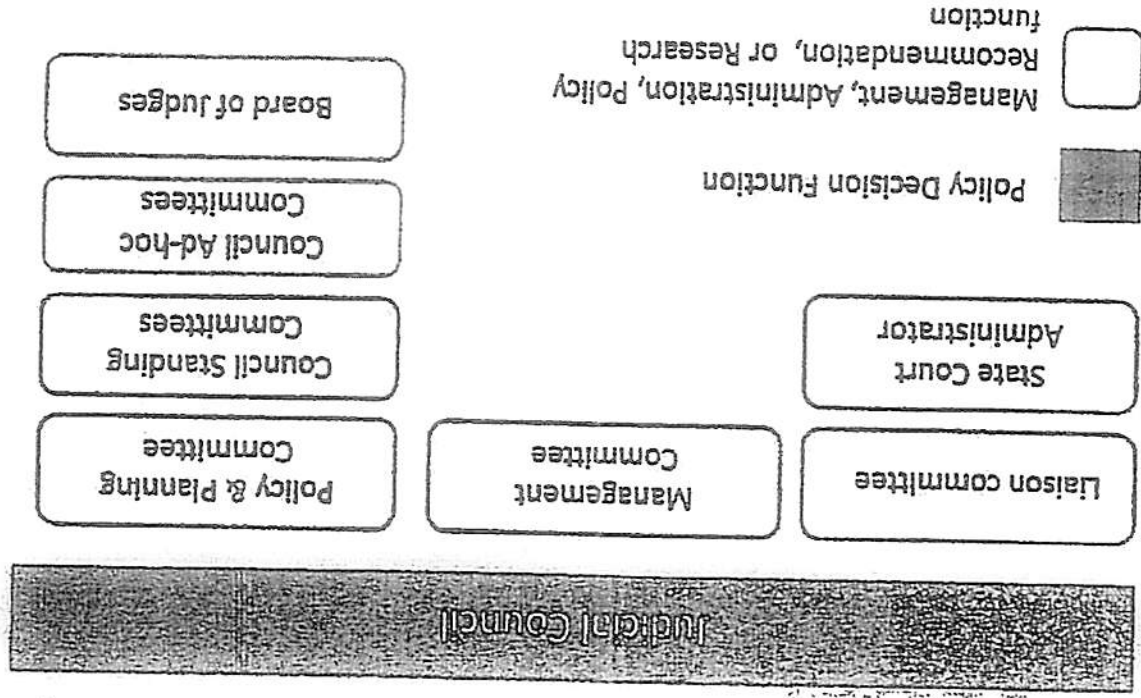 Judicial Council
Liaison committee
State Court
Administrator
Management
Committee
Policy & Planning
Committee
Council Standing
Committees
Council Ad-hoc
Committees
Board of Judges
Policy Decision Function
Management, Administration, Policy
Recommendation, or Research
function